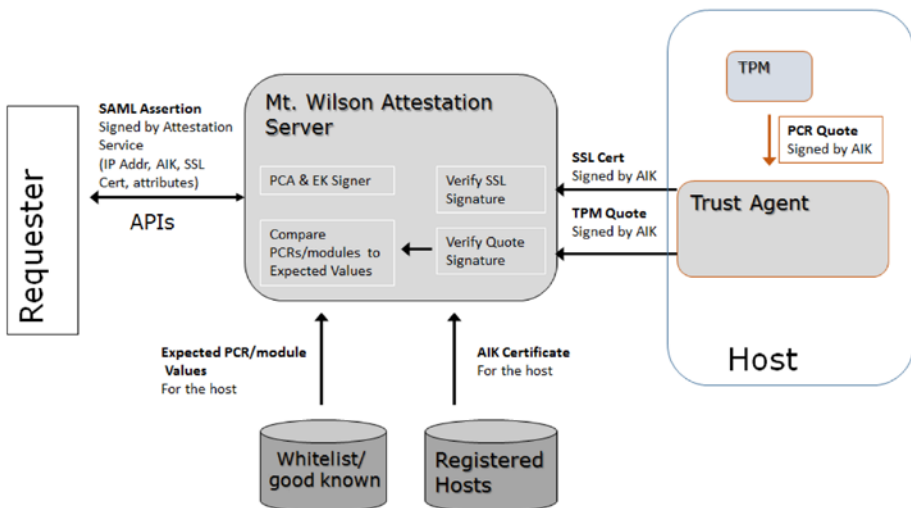 Requester
SAML Assertion
Signed by Attestation
Service
(IP Addr, AIK, SSL
Cert, attributes)
APIs
Mt. Wilson Attestation
Server
PCA & EK Signer
Verify SSL
Signature
Compare
PCRs/modules to
Expected Values
Verify Quote
Signature
SSL Cert
Signed by AIK
TPM Quote
Signed by AIK
TPM
PCR Quote
Signed by AIK
Trust Agent
Host
Expected PCR/module
Values
For the host
AIK Certificate
For the host
Whitelist/
good known
Registered
Hosts